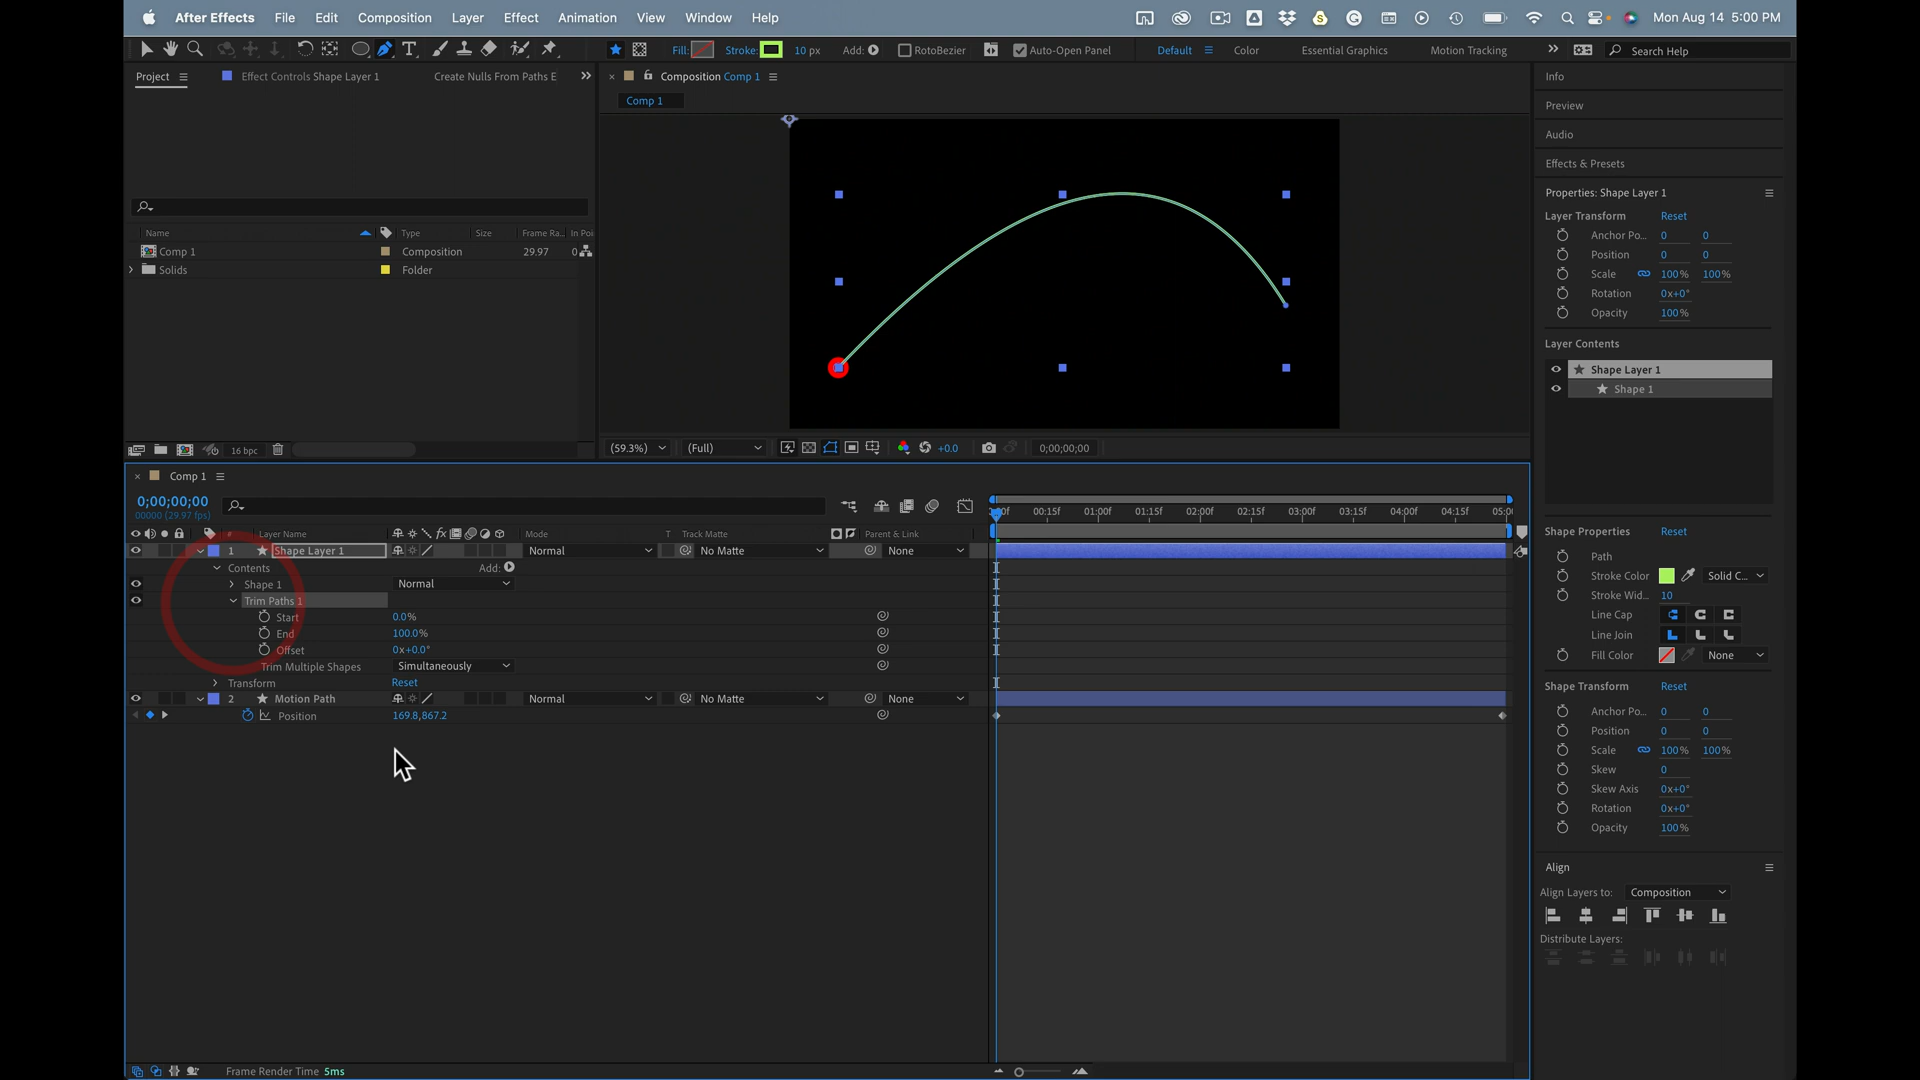 After Effects File Edit Composition Layer Effect Animation View Window Help Mon Aug 14 5:00 PM
Fill: Stroke: 10 px Add: RotoBezier Auto-Open Panel Default Color Essential Graphics Motion Tracking Search Help
Project Effect Controls Shape Layer 1 Create Nulls From Paths E
Composition Comp 1
Comp 1
Name Type Size Frame Ra... In Poi
Comp 1 Composition 29.97 0
Solids Folder
16 bpc
(59.3%) (Full) +0.0 0;00;00;00
Info
Preview
Audio
Effects & Presets
Properties: Shape Layer 1
Layer Transform Reset
Anchor Po... 0 0
Position 0 0
Scale 100% 100%
Rotation 0x+0°
Opacity 100%
Layer Contents
Shape Layer 1
Shape 1
Shape Properties Reset
Path
Stroke Color Solid C...
Stroke Wid... 10
Line Cap
Line Join
Fill Color None
Shape Transform Reset
Anchor Po... 0 0
Position 0 0
Scale 100% 100%
Skew 0
Skew Axis 0x+0°
Rotation 0x+0°
Opacity 100%
Align
Align Layers to: Composition
Distribute Layers:
Comp 1
0;00;00;00
00000 (29.97 fps)
:00f 00:15f 01:00f 01:15f 02:00f 02:15f 03:00f 03:15f 04:00f 04:15f 05:0
# Layer Name Mode T Track Matte Parent & Link
1 Shape Layer 1 Normal No Matte None
Contents Add:
Shape 1 Normal
Trim Paths 1
Start 0.0%
End 100.0%
Offset 0x+0.0°
Trim Multiple Shapes Simultaneously
Transform Reset
2 Motion Path Normal No Matte None
Position 169.8,867.2
Frame Render Time 5ms